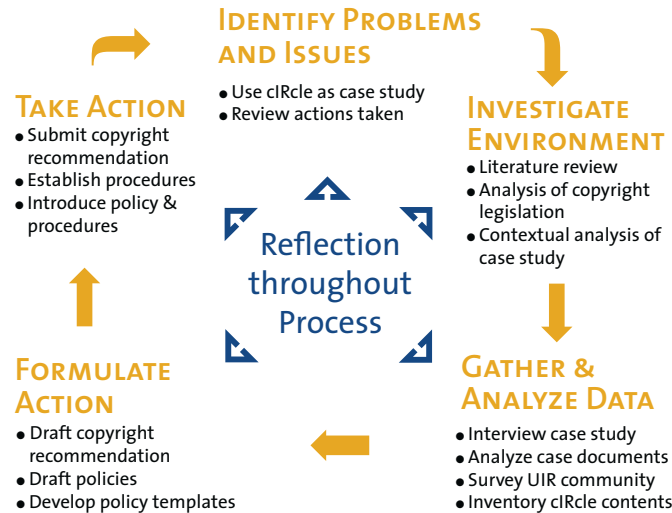 IDENTIFY PROBLEMS
AND ISSUES
• Use cIRcle as case study
• Review actions taken
INVESTIGATE
ENVIRONMENT
• Literature review
• Analysis of copyright
legislation
• Contextual analysis of
case study
GATHER &
ANALYZE DATA
• Interview case study
• Analyze case documents
• Survey UIR community
• Inventory cIRcle contents
FORMULATE
ACTION
• Draft copyright
recommendation
• Draft policies
• Develop policy templates
TAKE ACTION
• Submit copyright
recommendation
• Establish procedures
• Introduce policy &
procedures
Reflection
throughout
Process